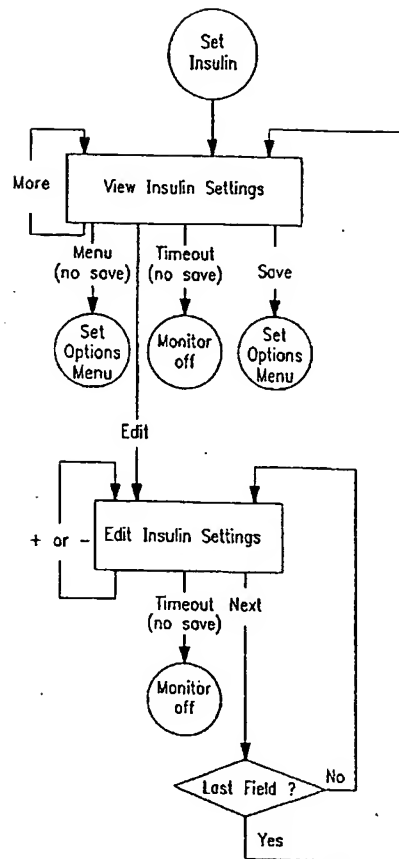 Set
Insulin
More
View Insulin Settings
Menu
(no save)
Timeout
(no save)
Save
Set
Options
Menu
Monitor
off
Set
Options
Menu
Edit
+ or -
Edit Insulin Settings
Timeout
(no save)
Next
Monitor
off
Last Field ?
No
Yes